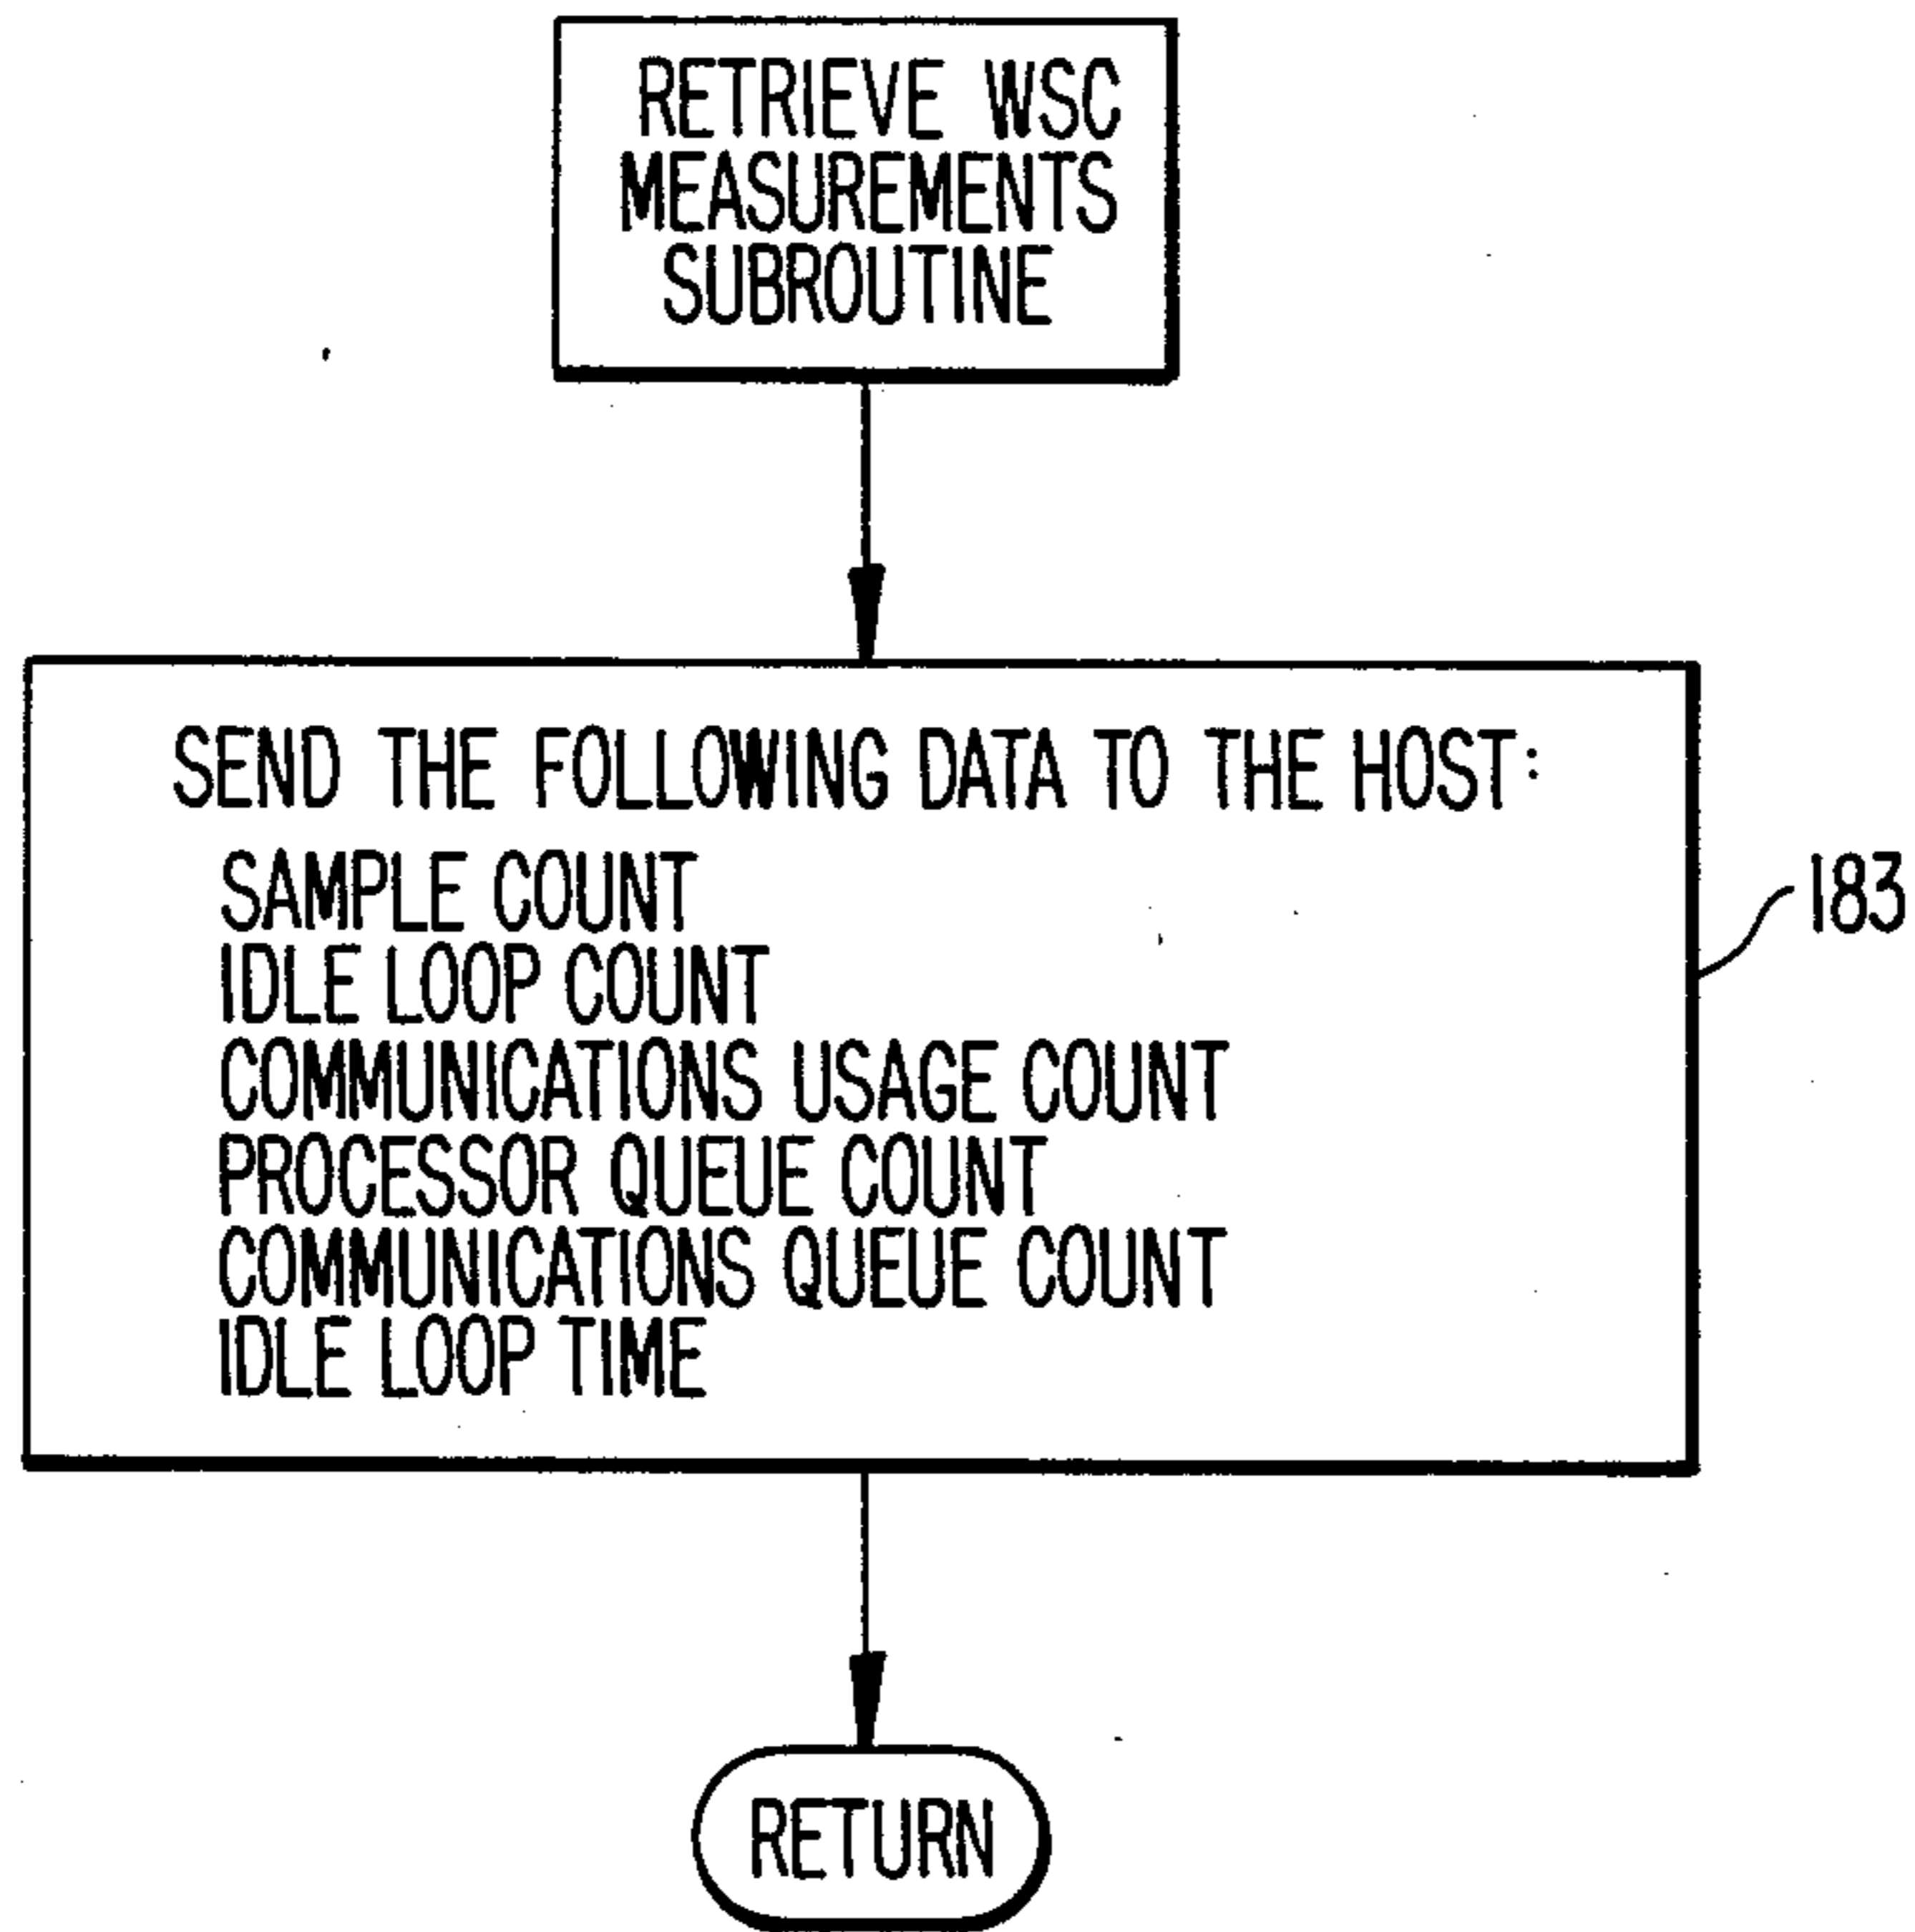 RETRIEVE WSC
MEASUREMENTS
SUBROUTINE
SEND THE FOLLOWING DATA TO THE HOST:
SAMPLE COUNT
IDLE LOOP COUNT
COMMUNICATIONS USAGE COUNT
PROCESSOR QUEUE COUNT
COMMUNICATIONS QUEUE COUNT
IDLE LOOP TIME
183
RETURN